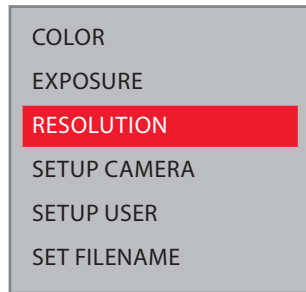 COLOR
EXPOSURE
RESOLUTION
SETUP CAMERA
SETUP USER
SET FILENAME